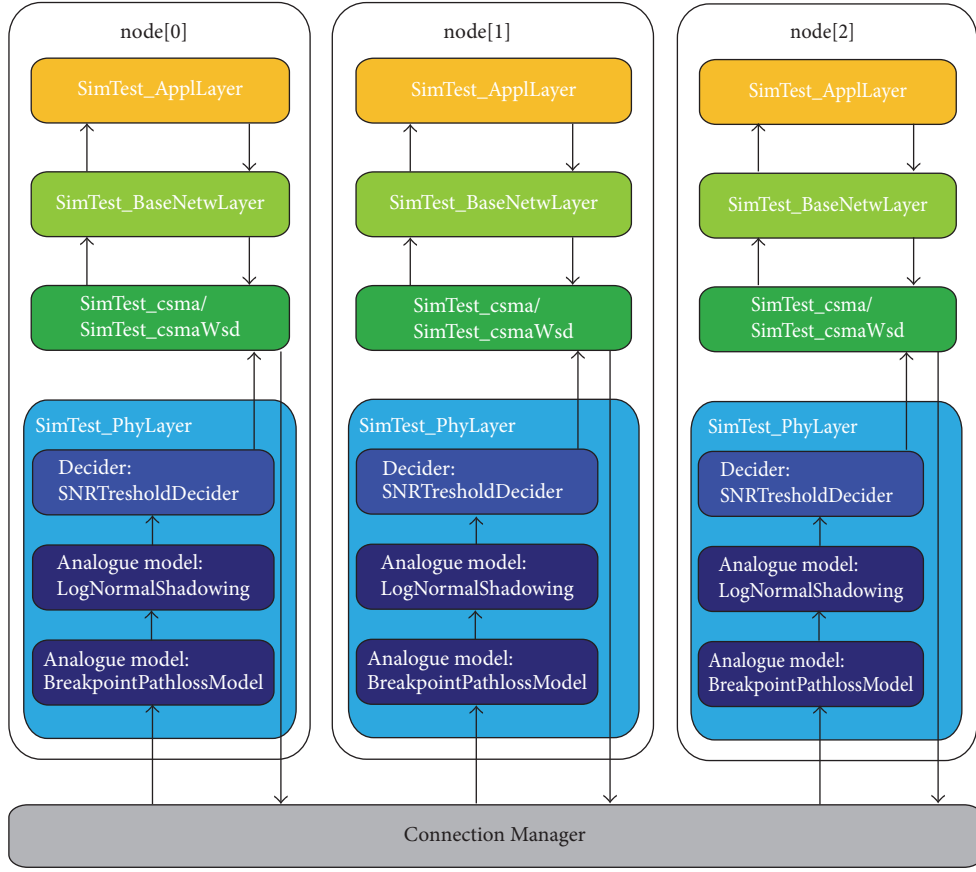 node[0]
SimTest_ApplLayer
SimTest_BaseNetwLayer
SimTest_csma/
SimTest_csmaWsd
SimTest_PhyLayer
Decider:
SNRTresholdDecider
Analogue model:
LogNormalShadowing
Analogue model:
BreakpointPathlossModel
node[1]
SimTest_ApplLayer
SimTest_BaseNetwLayer
SimTest_csma/
SimTest_csmaWsd
SimTest_PhyLayer
Decider:
SNRTresholdDecider
Analogue model:
LogNormalShadowing
Analogue model:
BreakpointPathlossModel
node[2]
SimTest_ApplLayer
SimTest_BaseNetwLayer
SimTest_csma/
SimTest_csmaWsd
SimTest_PhyLayer
Decider:
SNRTresholdDecider
Analogue model:
LogNormalShadowing
Analogue model:
BreakpointPathlossModel
Connection Manager